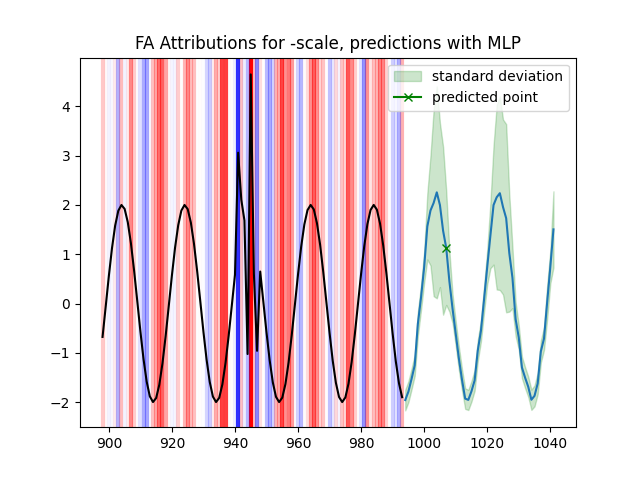 FA Attributions for -scale, predictions with MLP
standard deviation
predicted point
4
3
2
1
0
−1
−2
900 920 940 960 980 1000 1020 1040